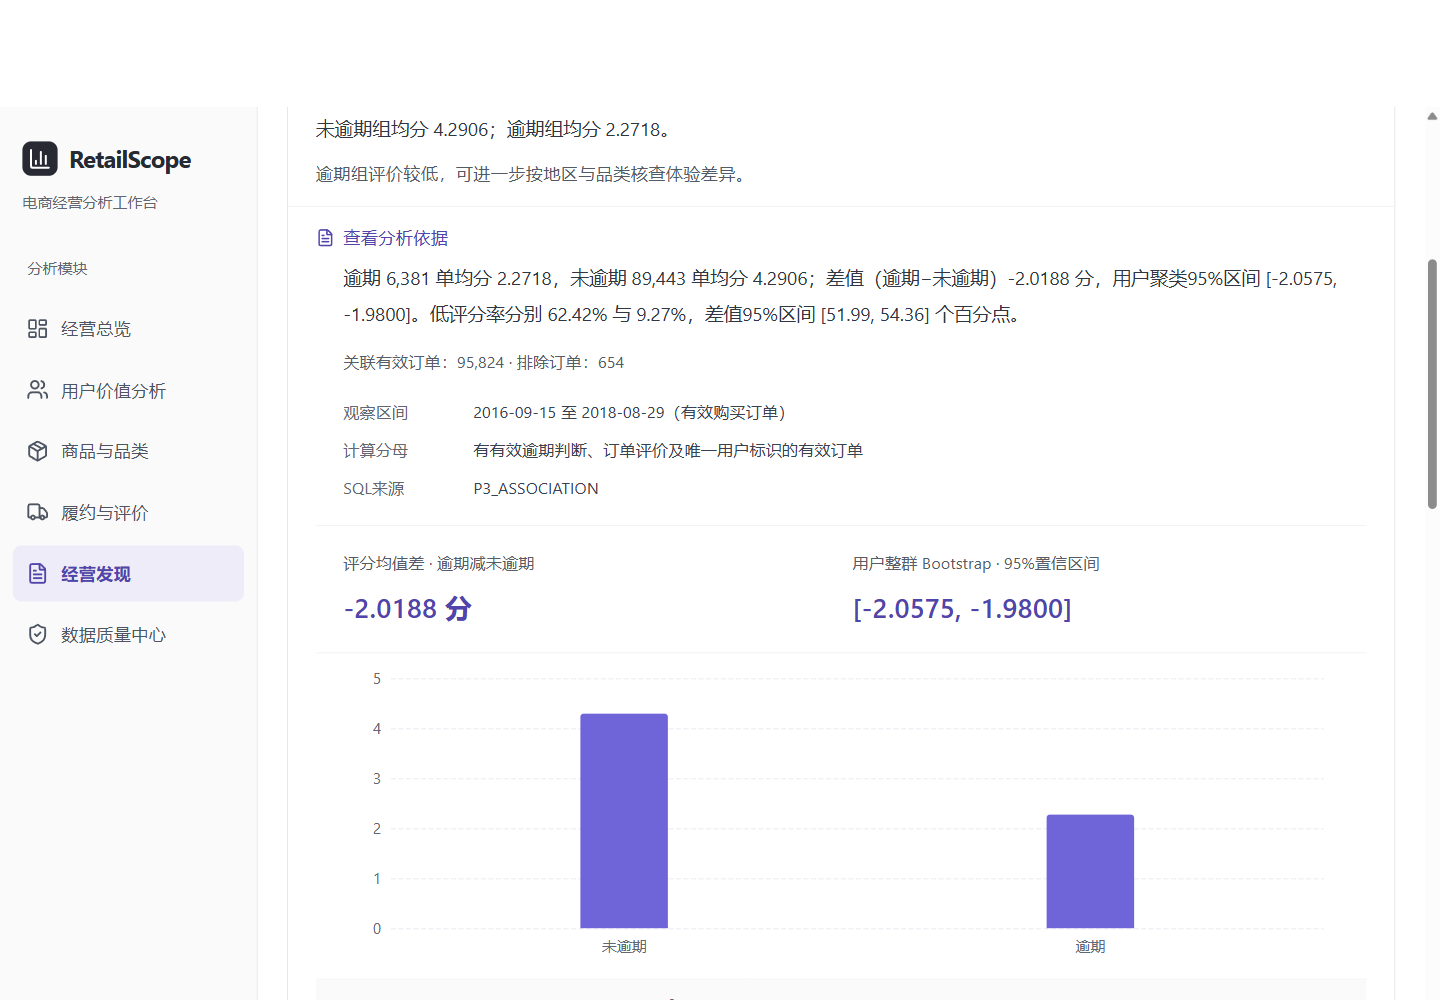 RetailScope
电商经营分析工作台
分析模块
经营总览
用户价值分析
商品与品类
履约与评价
经营发现
数据质量中心
未逾期组均分 4.2906；逾期组均分 2.2718。
逾期组评价较低，可进一步按地区与品类核查体验差异。
查看分析依据
逾期 6,381 单均分 2.2718，未逾期 89,443 单均分 4.2906；差值（逾期−未逾期）-2.0188 分，用户聚类95%区间 [-2.0575,
-1.9800]。低评分率分别 62.42% 与 9.27%，差值95%区间 [51.99, 54.36] 个百分点。
关联有效订单：95,824 · 排除订单：654
观察区间 2016-09-15 至 2018-08-29（有效购买订单）
计算分母 有有效逾期判断、订单评价及唯一用户标识的有效订单
SQL来源 P3_ASSOCIATION
评分均值差 · 逾期减未逾期
-2.0188 分
用户整群 Bootstrap · 95%置信区间
[-2.0575, -1.9800]
5
4
3
2
1
0
未逾期
逾期